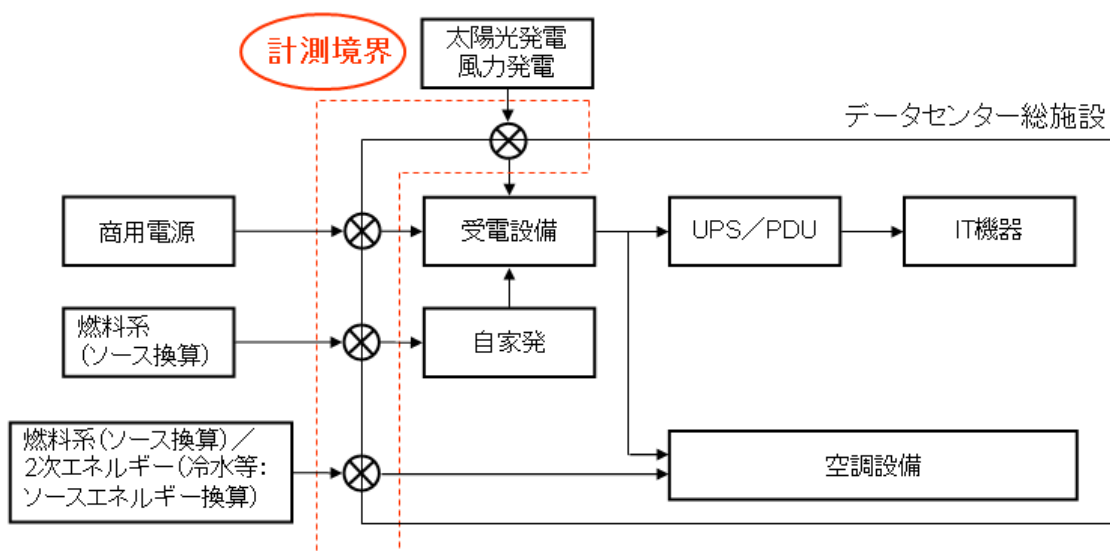 計測境界
太陽光発電
風力発電
データセンター総施設
商用電源
受電設備
UPS／PDU
IT機器
燃料系
(ソース換算)
自家発
燃料系(ソース換算)／
2次エネルギー(冷水等:
ソースエネルギー換算)
空調設備